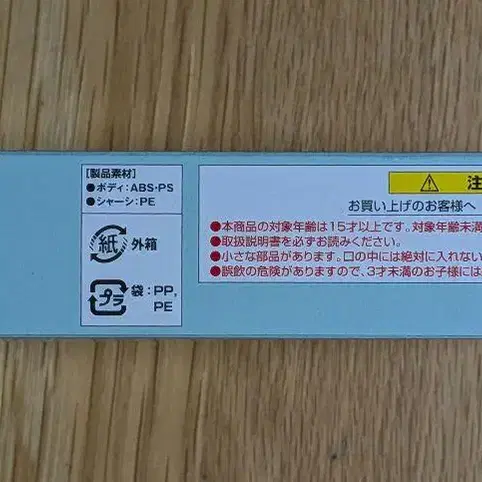 【製品素材】
●ボディ:ABS・PS
●シャーシ:PE
紙 外箱
プラ 袋:PP,
PE
⚠ 注
お買い上げのお客様へ
●本商品の対象年齢は15才以上です。対象年齢未満
●取扱説明書を必ずお読みください。
●小さな部品があります。口の中には絶対に入れない
●誤飲の危険がありますので、3才未満のお子様には